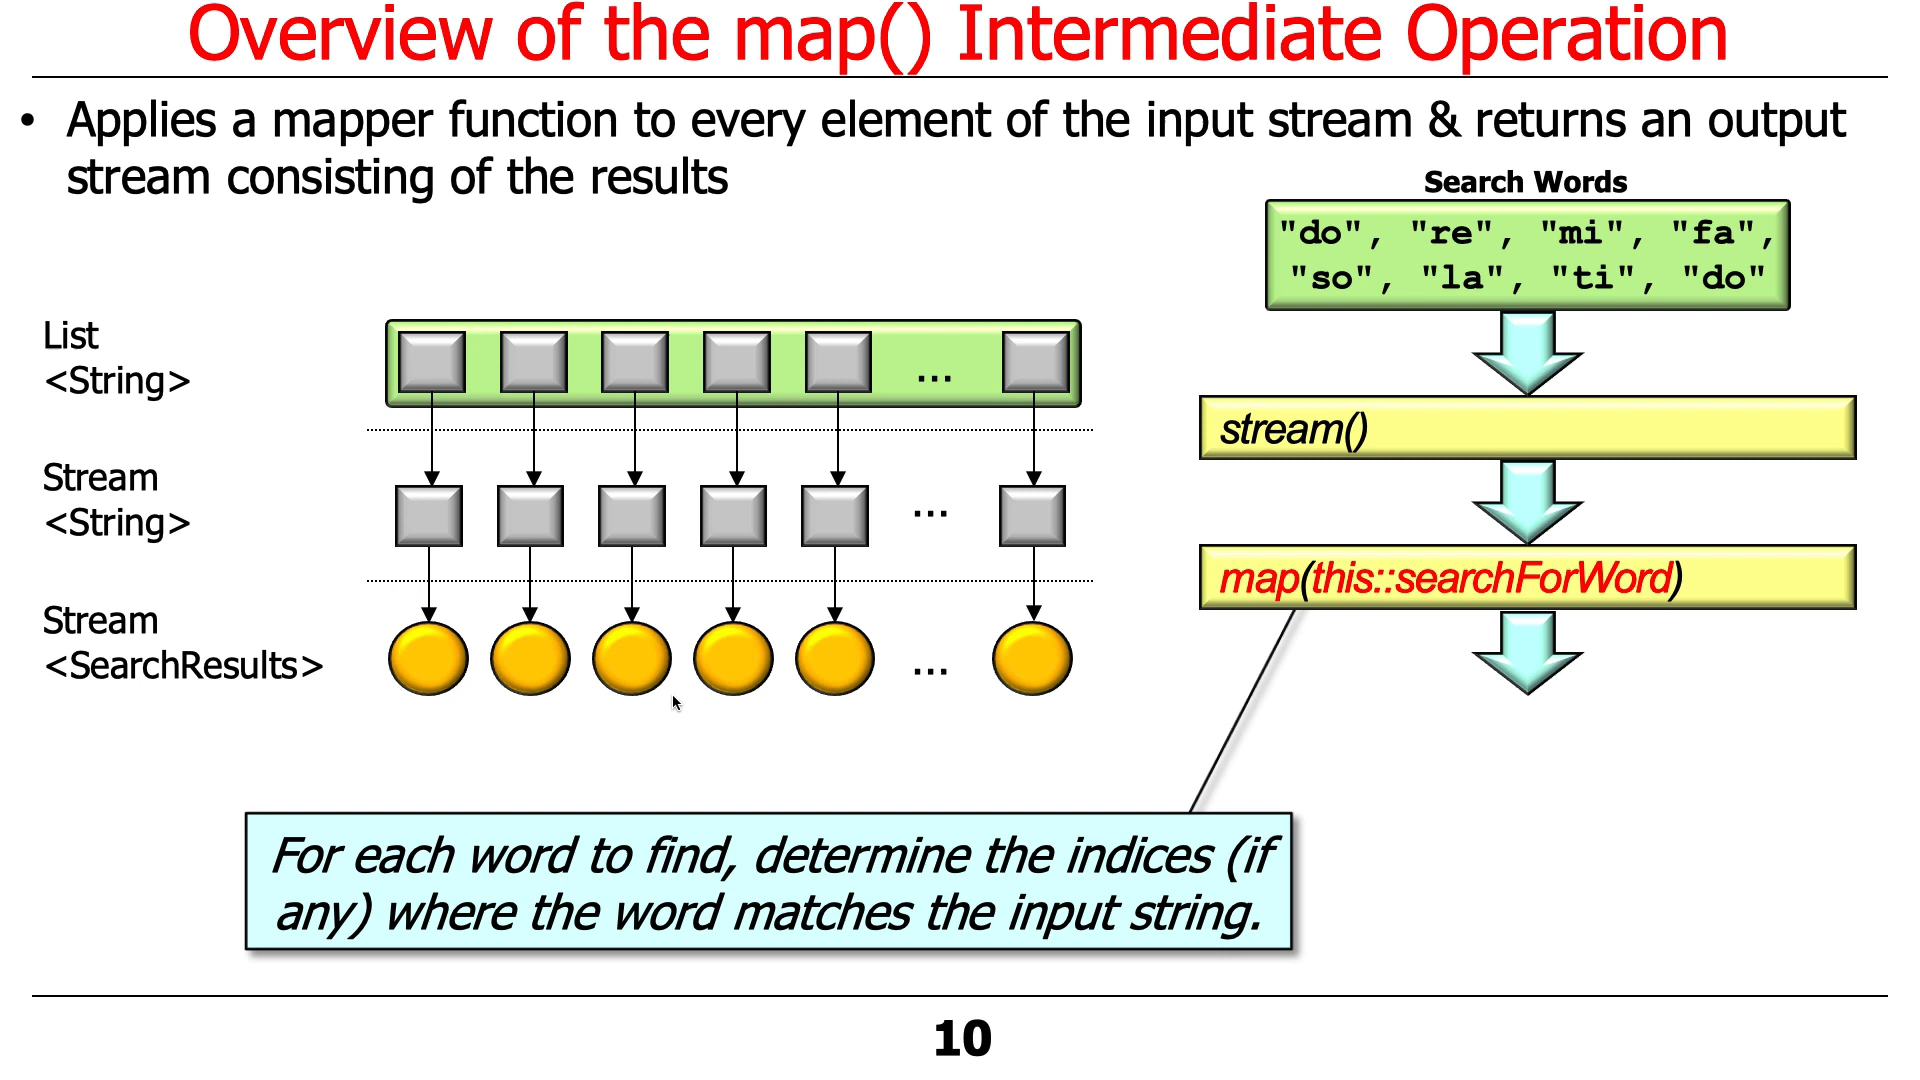 Overview of the map() Intermediate Operation
• Applies a mapper function to every element of the input stream & returns an output
stream consisting of the results
Search Words
"do", "re", "mi", "fa",
"so", "la", "ti", "do"
List
<String>
...
stream()
Stream
<String>
...
map(this::searchForWord)
Stream
<SearchResults>
...
For each word to find, determine the indices (if
any) where the word matches the input string.
10